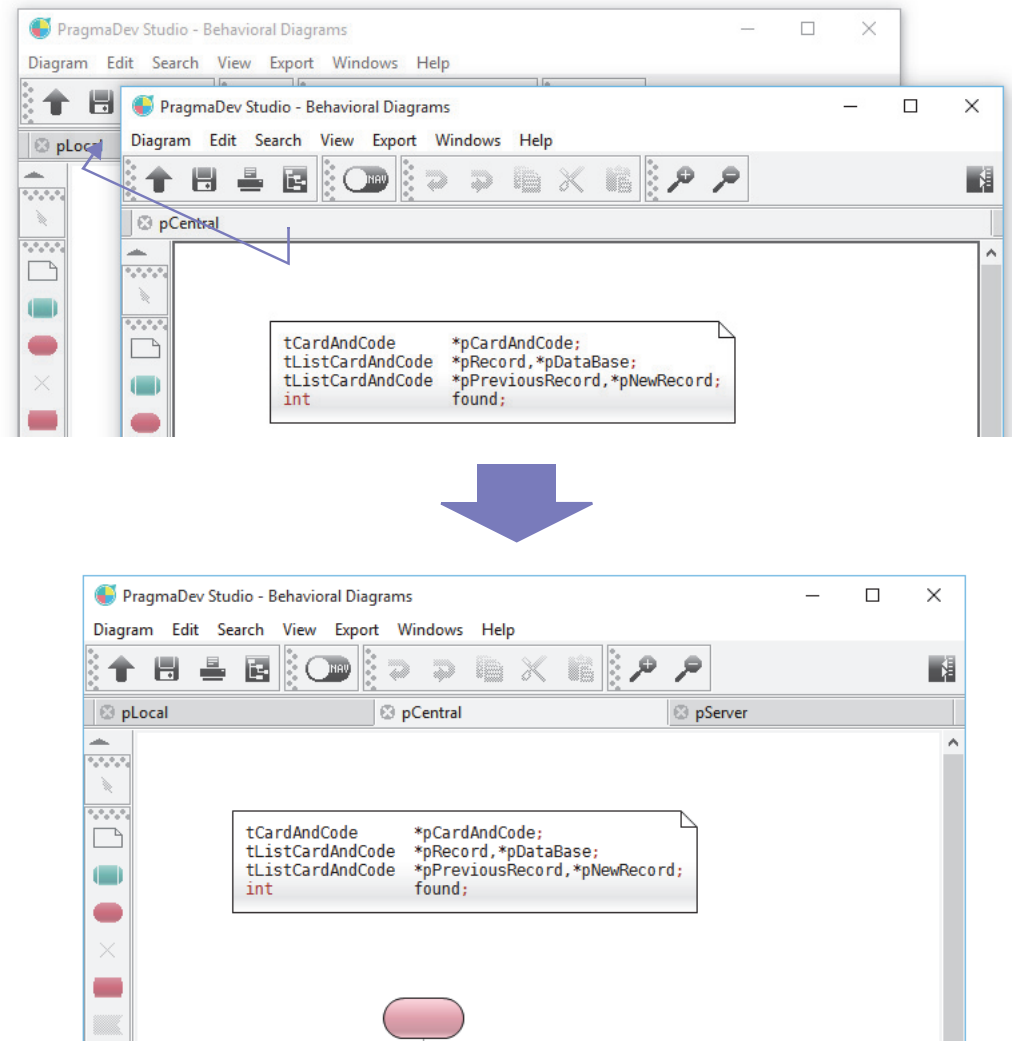 PragmaDev Studio - Behavioral Diagrams
Diagram Edit Search View Export Windows Help
pLocal
PragmaDev Studio - Behavioral Diagrams
Diagram Edit Search View Export Windows Help
NAV
pCentral
tCardAndCode *pCardAndCode;
tListCardAndCode *pRecord,*pDataBase;
tListCardAndCode *pPreviousRecord,*pNewRecord;
int found;
PragmaDev Studio - Behavioral Diagrams
Diagram Edit Search View Export Windows Help
NAV
pLocal pCentral pServer
tCardAndCode *pCardAndCode;
tListCardAndCode *pRecord,*pDataBase;
tListCardAndCode *pPreviousRecord,*pNewRecord;
int found;